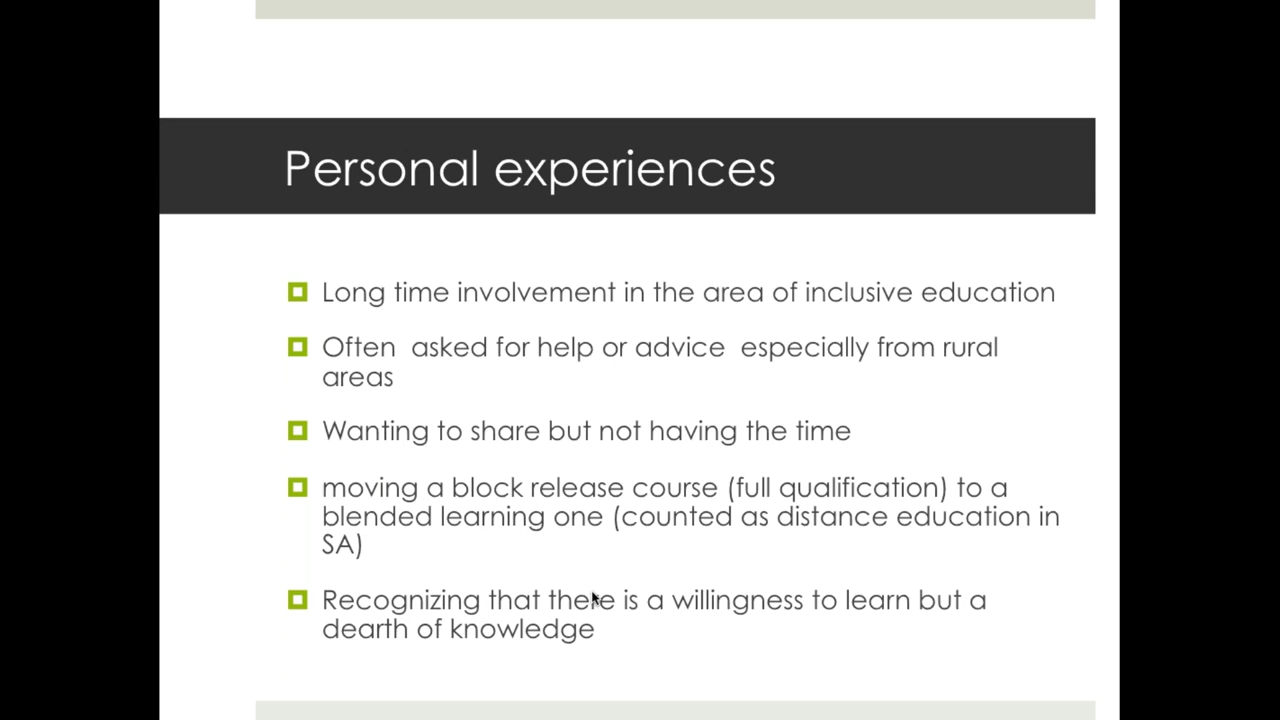 Personal experiences
Long time involvement in the area of inclusive education
Often  asked for help or advice  especially from rural
areas
Wanting to share but not having the time
moving a block release course (full qualification) to a
blended learning one (counted as distance education in
SA)
Recognizing that there is a willingness to learn but a
dearth of knowledge